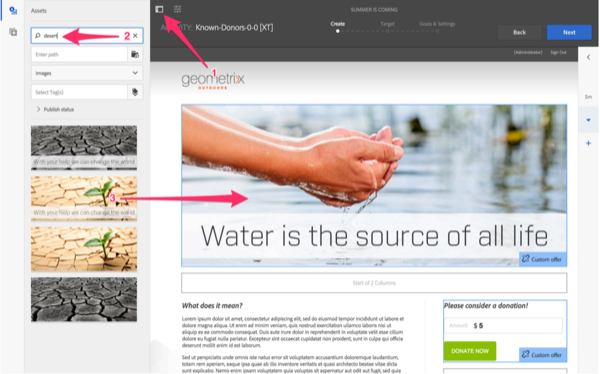 Assets
desert
2
Enter path
Images
Select Tag(s)
Publish status
With your help we can change the world
With your help we can change the world
3
SUMMER IS COMING
ACTIVITY: Known-Donors-0-0 [XT]
Create
Target
Goals & Settings
Back
Next
1
[Administrator]
Sign Out
geometrixx
OUTDOORS
Water is the source of all life
Custom offer
Start of 2 Columns
What does it mean?
Lorem ipsum dolor sit amet, consectetur adipiscing elit, sed do eiusmod tempor incididunt ut labore et
dolore magna aliqua. Ut enim ad minim veniam, quis nostrud exercitation ullamco laboris nisi ut
aliquip ex ea commodo consequat. Duis aute irure dolor in reprehenderit in voluptate velit esse cillum
dolore eu fugiat nulla pariatur. Excepteur sint occaecat cupidatat non proident, sunt in culpa qui officia
deserunt mollit anim id est laborum.
Sed ut perspiciatis unde omnis iste natus error sit voluptatem accusantium doloremque laudantium,
totam rem aperiam, eaque ipsa quae ab illo inventore veritatis et quasi architecto beatae vitae dicta
sunt explicabo. Nemo enim ipsam voluptatem quia voluptas sit aspernatur aut odit aut fugit, sed quia
Please consider a donation!
Amount
$ 5
DONATE NOW
Custom offer